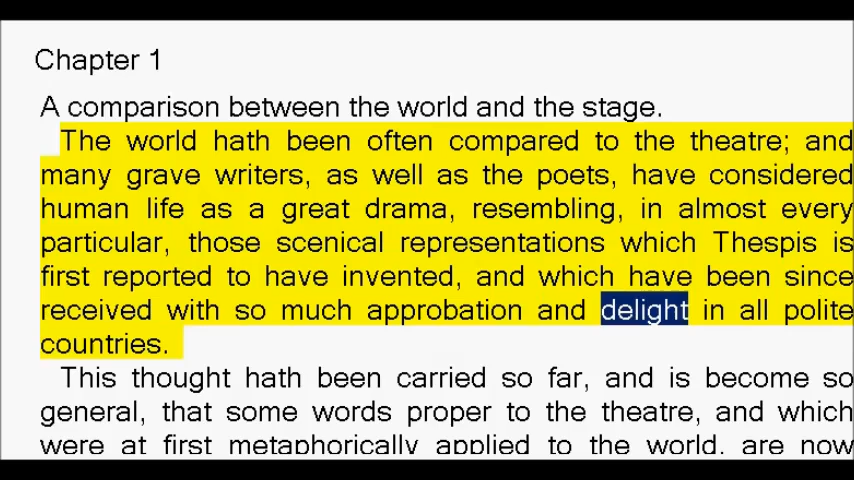 Chapter 1
A comparison between the world and the stage.
The world hath been often compared to the theatre; and
many grave writers, as well as the poets, have considered
human life as a great drama, resembling, in almost every
particular, those scenical representations which Thespis is
first reported to have invented, and which have been since
received with so much approbation and delight in all polite
countries.
This thought hath been carried so far, and is become so
general, that some words proper to the theatre, and which
were at first metaphorically applied to the world, are now